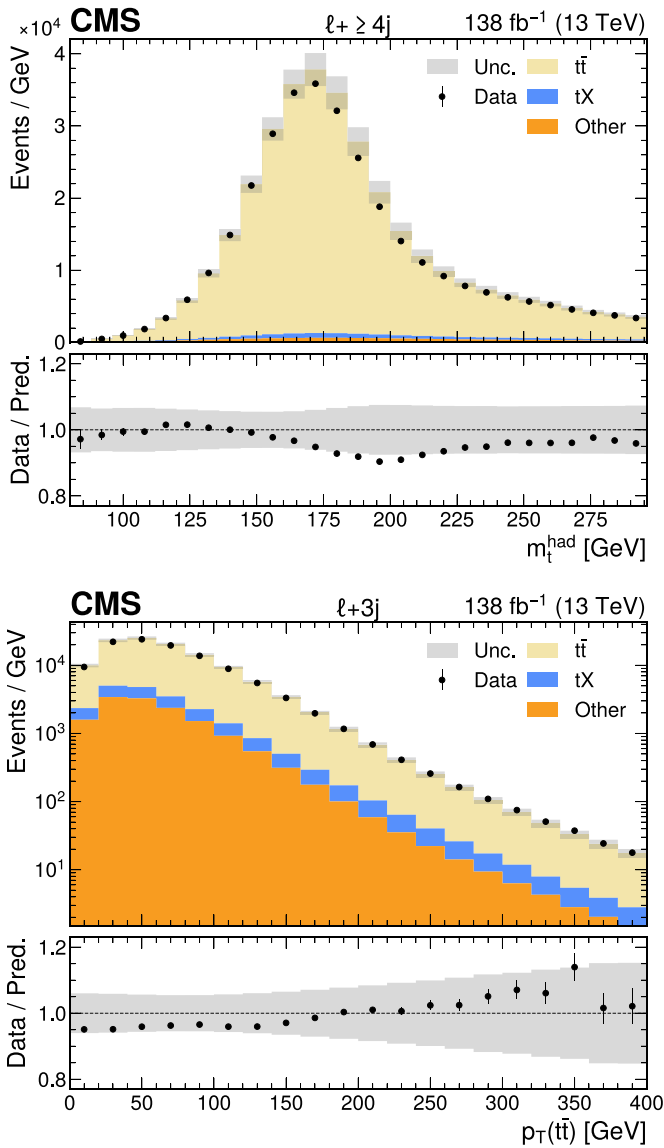 CMS ℓ+ ≥ 4j 138 fb⁻¹ (13 TeV)
×10⁴
Events / GeV
4
3
2
1
0
Unc.
Data
tt̄
tX
Other
Data / Pred.
1.2
1.0
0.8
100 125 150 175 200 225 250 275
m_t^had [GeV]
CMS ℓ+3j 138 fb⁻¹ (13 TeV)
Events / GeV
10⁴
10³
10²
10¹
Unc.
Data
tt̄
tX
Other
Data / Pred.
1.2
1.0
0.8
0 50 100 150 200 250 300 350 400
p_T(tt̄) [GeV]